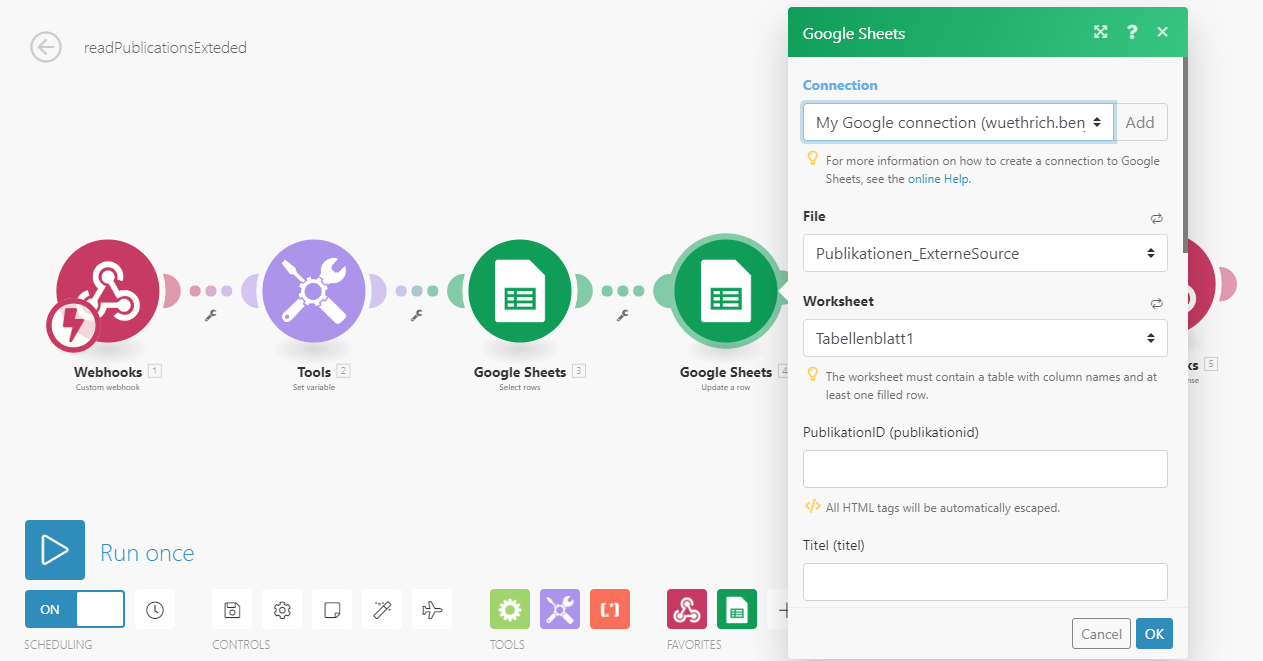 readPublicationsExteded
Google Sheets
?
Connection
My Google connection (wuethrich.ben
Add
For more information on how to create a connection to Google
Sheets, see the online Help.
File
Publikationen_ExterneSource
Worksheet
Tabellenblatt1
The worksheet must contain a table with column names and at
least one filled row.
PublikationID (publikationid)
</> All HTML tags will be automatically escaped.
Titel (titel)
Cancel
OK
Webhooks 1
Custom webhook
Tools 2
Set variable
Google Sheets 3
Select rows
Google Sheets 4
Update a row
ks 5
nse
Run once
ON
SCHEDULING
CONTROLS
TOOLS
FAVORITES